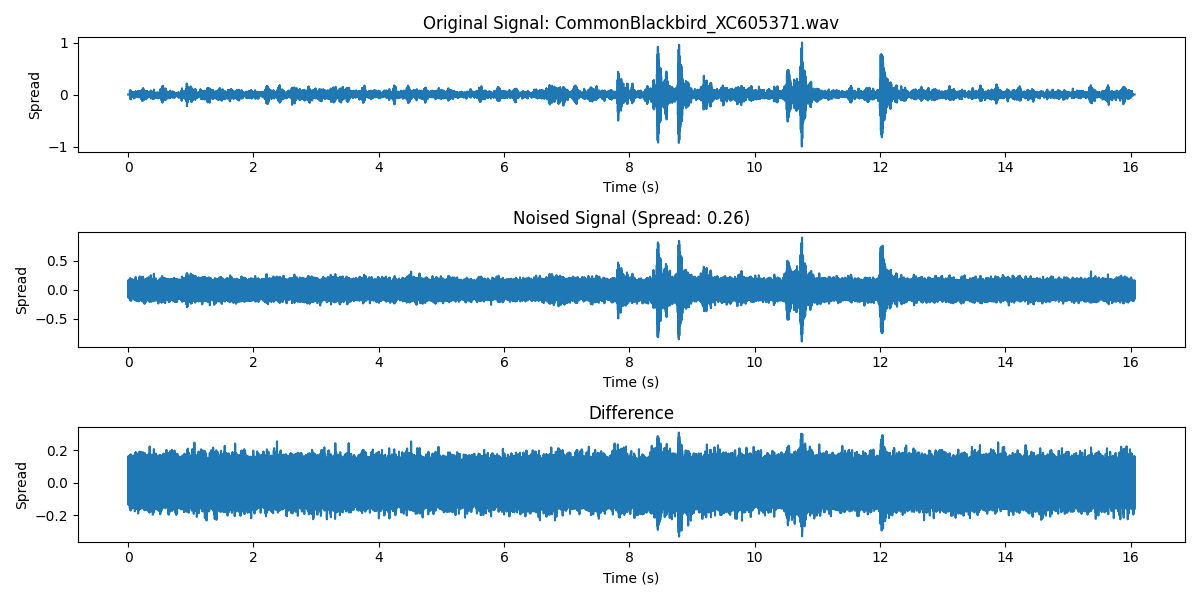 Original Signal: CommonBlackbird_XC605371.wav
1
0
−1
Spread
0 2 4 6 8 10 12 14 16
Time (s)
Noised Signal (Spread: 0.26)
0.5
0.0
−0.5
Spread
0 2 4 6 8 10 12 14 16
Time (s)
Difference
0.2
0.0
−0.2
Spread
0 2 4 6 8 10 12 14 16
Time (s)